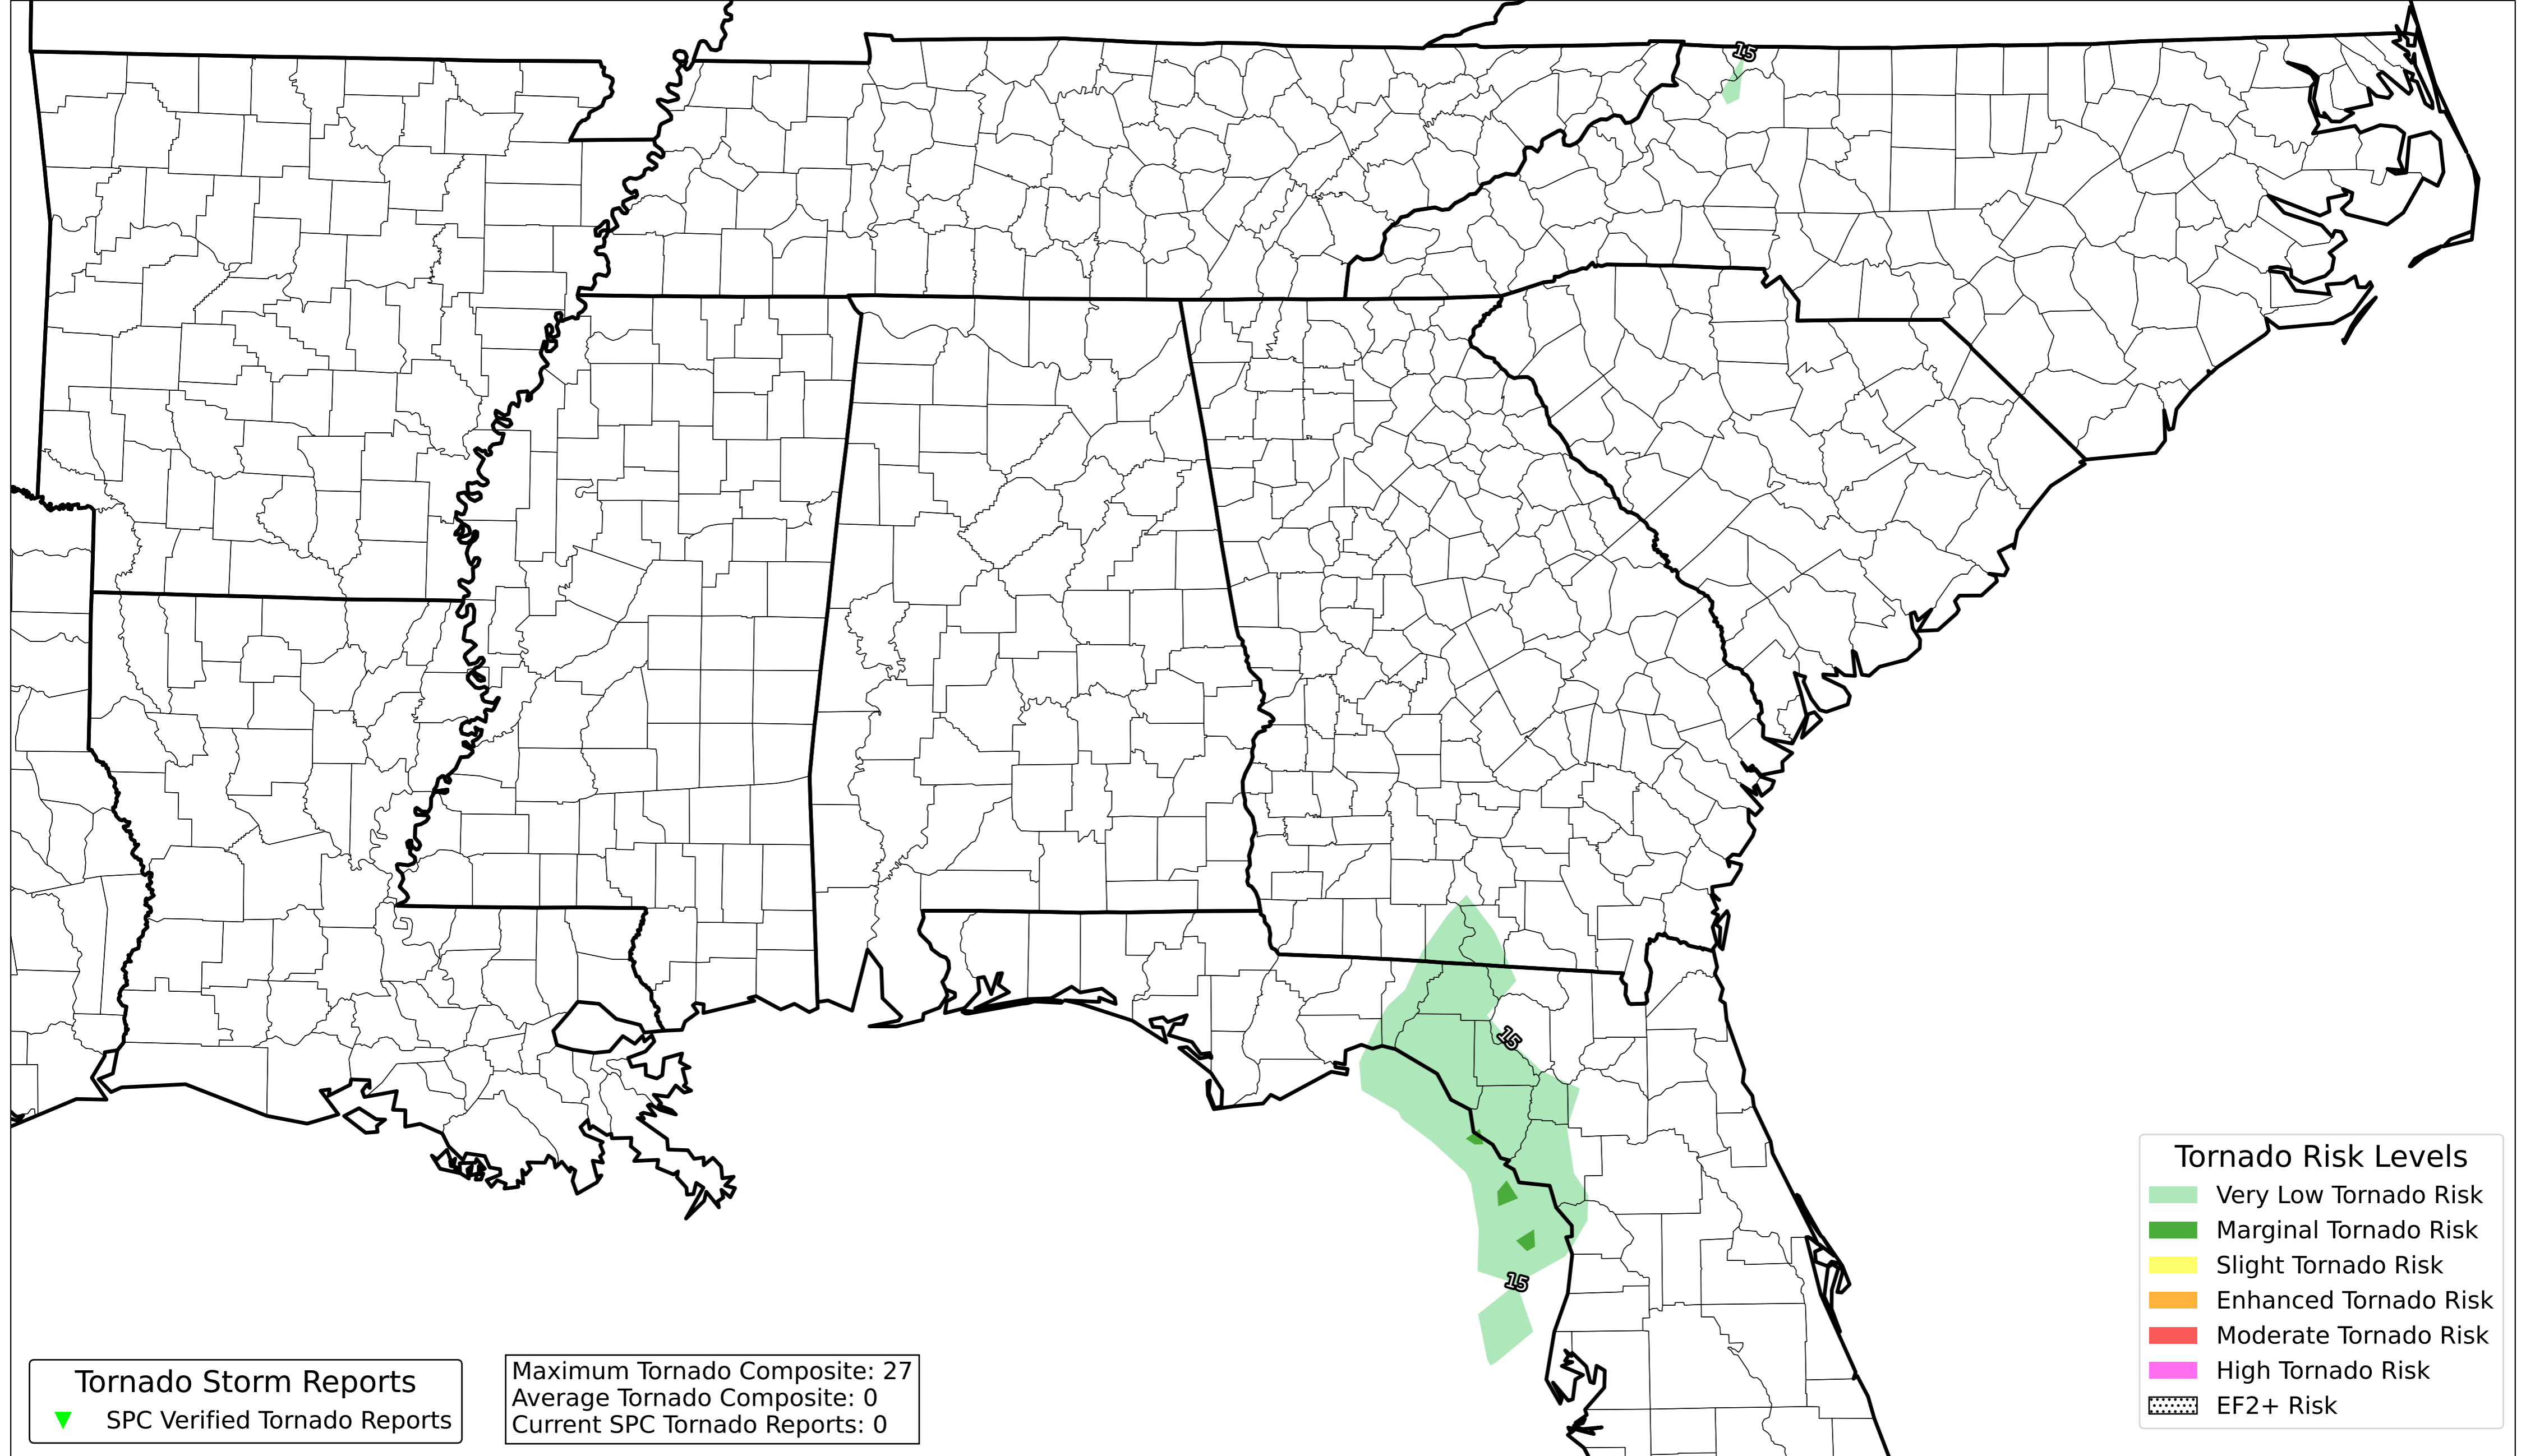 15
15
15
Tornado Risk Levels
Very Low Tornado Risk
Marginal Tornado Risk
Slight Tornado Risk
Enhanced Tornado Risk
Moderate Tornado Risk
High Tornado Risk
EF2+ Risk
Tornado Storm Reports
SPC Verified Tornado Reports
Maximum Tornado Composite: 27
Average Tornado Composite: 0
Current SPC Tornado Reports: 0